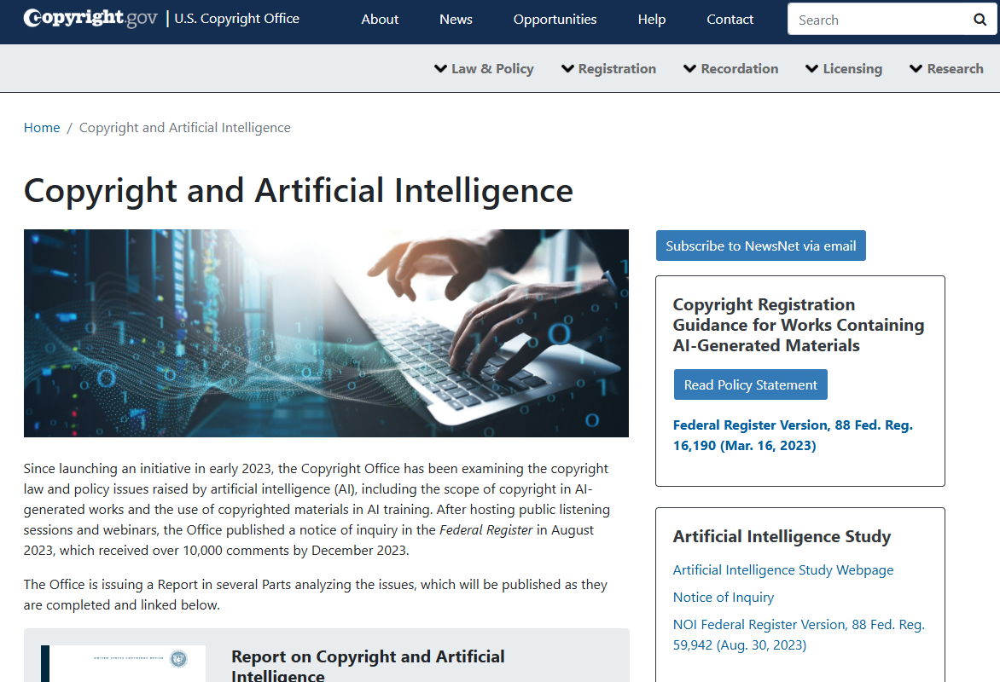 Copyright.gov | U.S. Copyright Office
About News Opportunities Help Contact Search
Law & Policy Registration Recordation Licensing Research
Home / Copyright and Artificial Intelligence
Copyright and Artificial Intelligence
Since launching an initiative in early 2023, the Copyright Office has been examining the copyright
law and policy issues raised by artificial intelligence (AI), including the scope of copyright in AI-
generated works and the use of copyrighted materials in AI training. After hosting public listening
sessions and webinars, the Office published a notice of inquiry in the Federal Register in August
2023, which received over 10,000 comments by December 2023.
The Office is issuing a Report in several Parts analyzing the issues, which will be published as they
are completed and linked below.
Report on Copyright and Artificial
Intelligence
Subscribe to NewsNet via email
Copyright Registration
Guidance for Works Containing
AI-Generated Materials
Read Policy Statement
Federal Register Version, 88 Fed. Reg.
16,190 (Mar. 16, 2023)
Artificial Intelligence Study
Artificial Intelligence Study Webpage
Notice of Inquiry
NOI Federal Register Version, 88 Fed. Reg.
59,942 (Aug. 30, 2023)